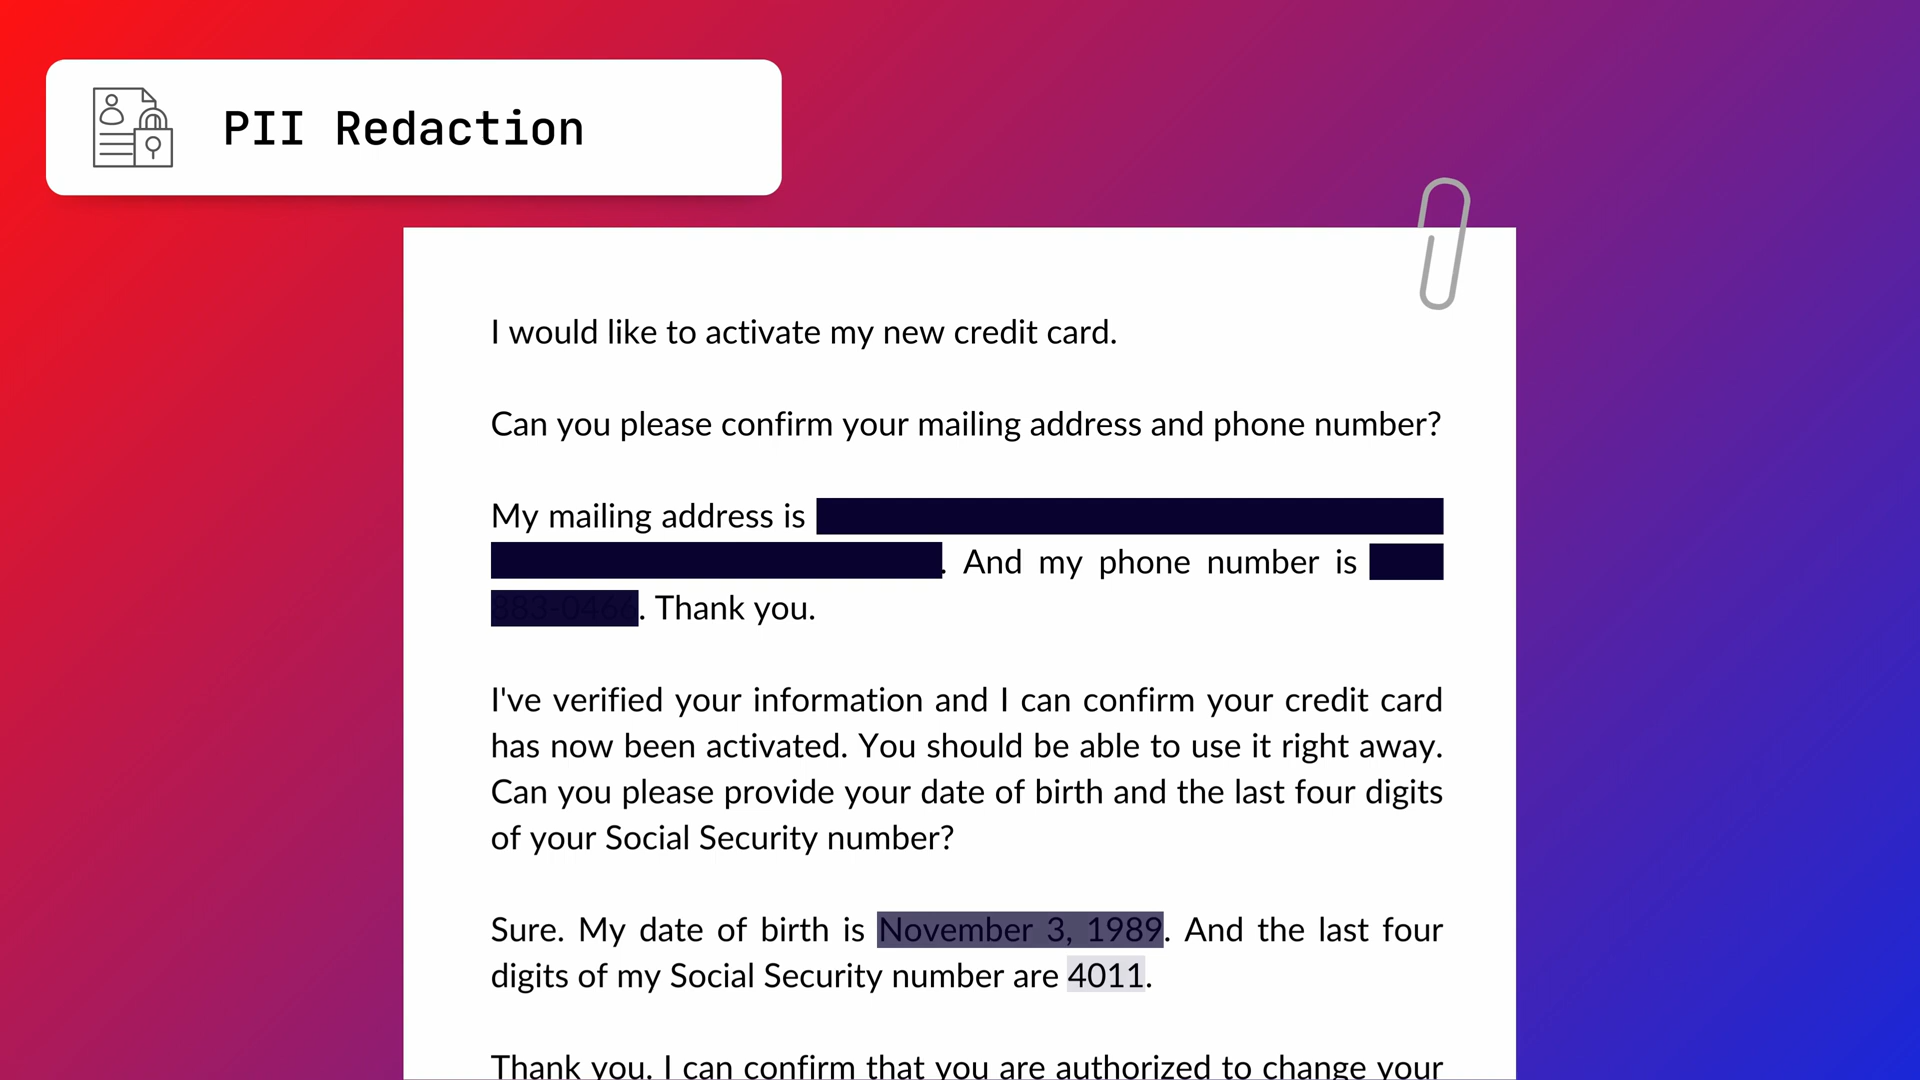 PII Redaction
I would like to activate my new credit card.
Can you please confirm your mailing address and phone number?
My mailing address is
. And my phone number is
. Thank you.
I've verified your information and I can confirm your credit card
has now been activated. You should be able to use it right away.
Can you please provide your date of birth and the last four digits
of your Social Security number?
Sure. My date of birth is November 3, 1989. And the last four
digits of my Social Security number are 4011.
Thank you. I can confirm that you are authorized to change your